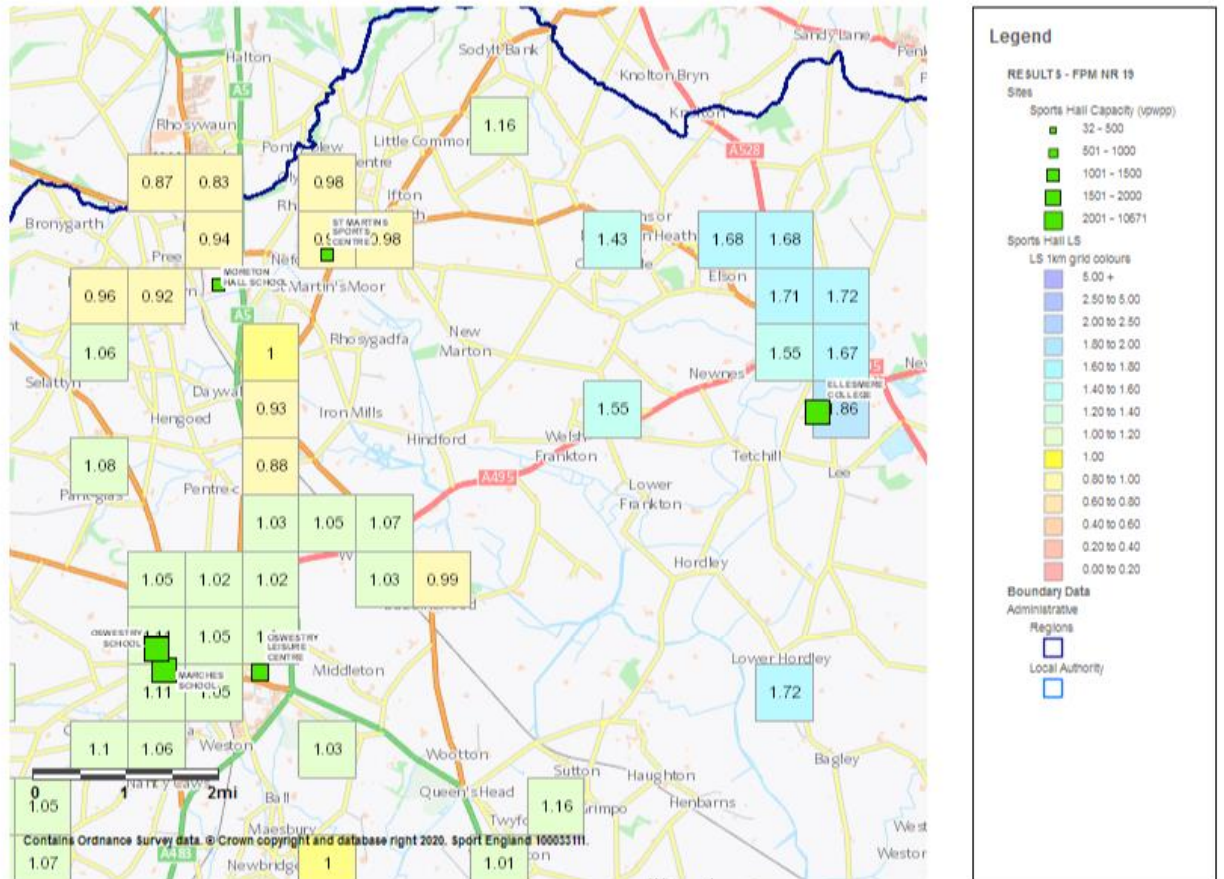 Sodylt Bank
Sandy Lane
Halton
Knolton Bryn
A5
Knolton
Rhosywaun
1.16
Little Common
A528
0.87
0.83
0.98
Ifton
Bronygarth
0.94
ST MARTINS
SPORTS
CENTRE
0.98
1.43
Heath
1.68
1.68
Elson
MORETON
HALL SCHOOL
St Martin's Moor
0.96
0.92
1.71
1.72
A5
1.06
1
Rhosygadfa
New
Marton
1.55
1.67
Newnes
Selattyn
ELLESMERE
COLLEGE
Hengoed
0.93
Iron Mills
1.55
1.86
Hindford
Welsh
Frankton
Tetchill
Lee
1.08
0.88
A495
Lower
Frankton
1.03
1.05
1.07
Hordley
1.05
1.02
1.02
1.03
0.99
OSWESTRY
SCHOOL
1.05
OSWESTRY
LEISURE
CENTRE
Middleton
Lower Hordley
MARCHES
SCHOOL
1.11
1.05
1.72
1.1
1.06
Weston
1.03
Wootton
Bagley
Sutton
Haughton
0
1
2mi
Ball
Queen's Head
1.05
1.16
Henbarns
Maesbury
Contains Ordnance Survey data. © Crown copyright and database right 2020. Sport England 100033111.
1.07
A483
Newbridge
1
1.01
Legend
RESULTS - FPM NR 19
Sites
Sports Hall Capacity (vpwpp)
32 - 500
501 - 1000
1001 - 1500
1501 - 2000
2001 - 10671
Sports Hall LS
LS 1km grid colours
5.00 +
2.50 to 5.00
2.00 to 2.50
1.80 to 2.00
1.60 to 1.80
1.40 to 1.60
1.20 to 1.40
1.00 to 1.20
1.00
0.80 to 1.00
0.60 to 0.80
0.40 to 0.60
0.20 to 0.40
0.00 to 0.20
Boundary Data
Administrative
Regions
Local Authority